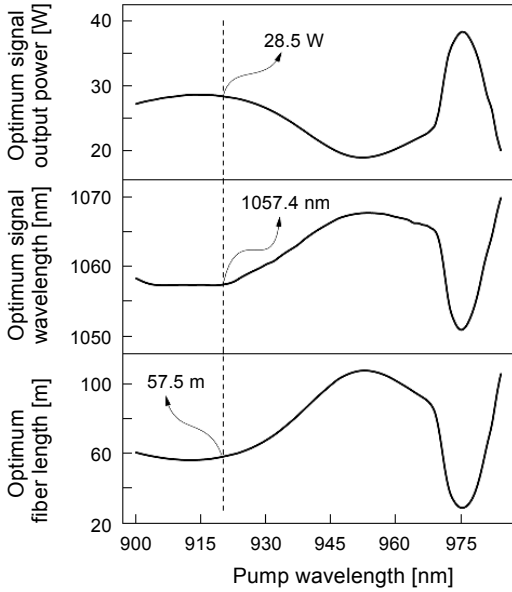 Optimum signal
output power [W]
40
30
20
28.5 W
Optimum signal
wavelength [nm]
1070
1060
1050
1057.4 nm
Optimum
fiber length [m]
100
60
20
57.5 m
900 915 930 945 960 975
Pump wavelength [nm]